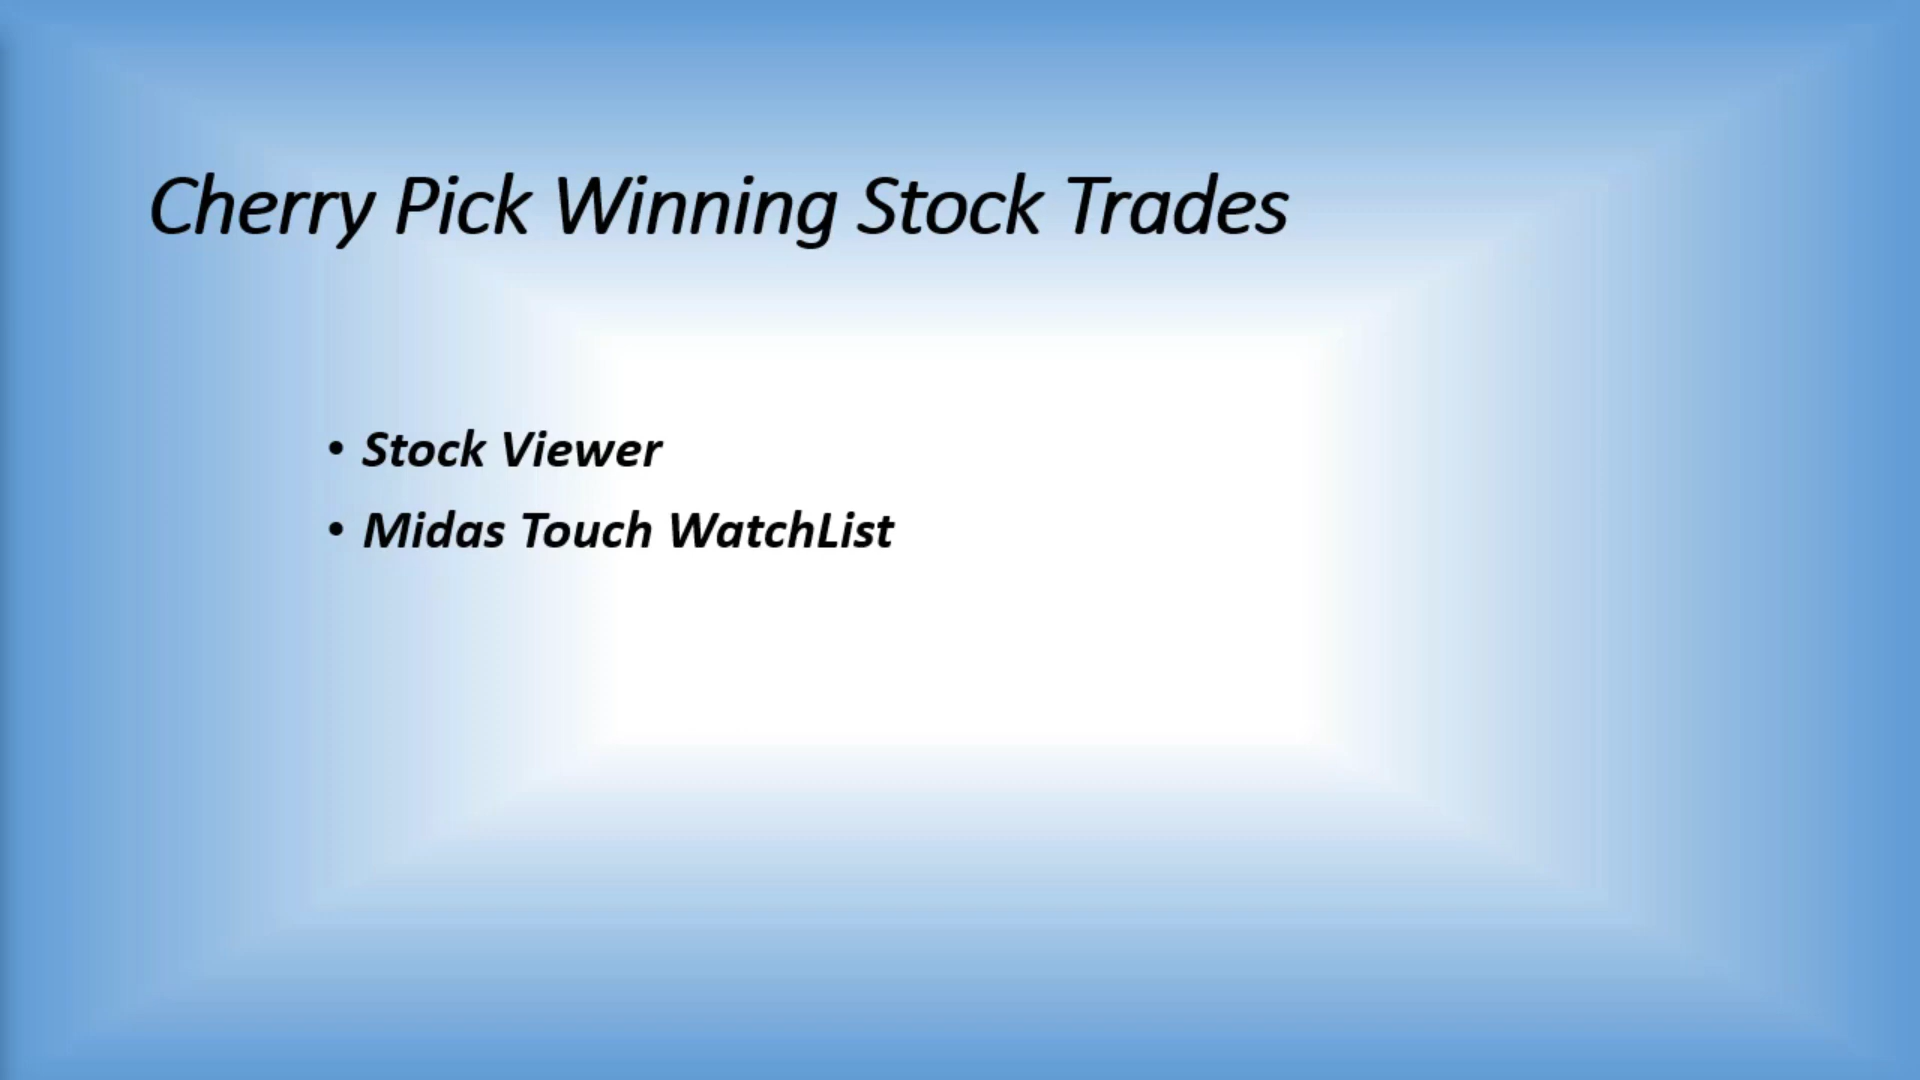 Cherry Pick Winning Stock Trades
• Stock Viewer
• Midas Touch WatchList